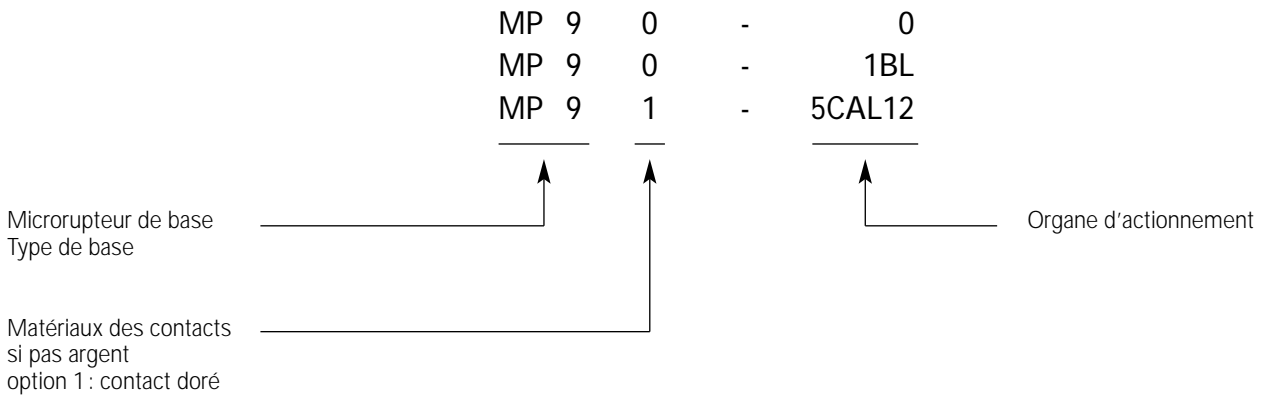 MP 9 0 - 0
MP 9 0 - 1BL
MP 9 1 - 5CAL12
Microrupteur de base
Type de base
Organe d'actionnement
Matériaux des contacts
si pas argent
option 1 : contact doré